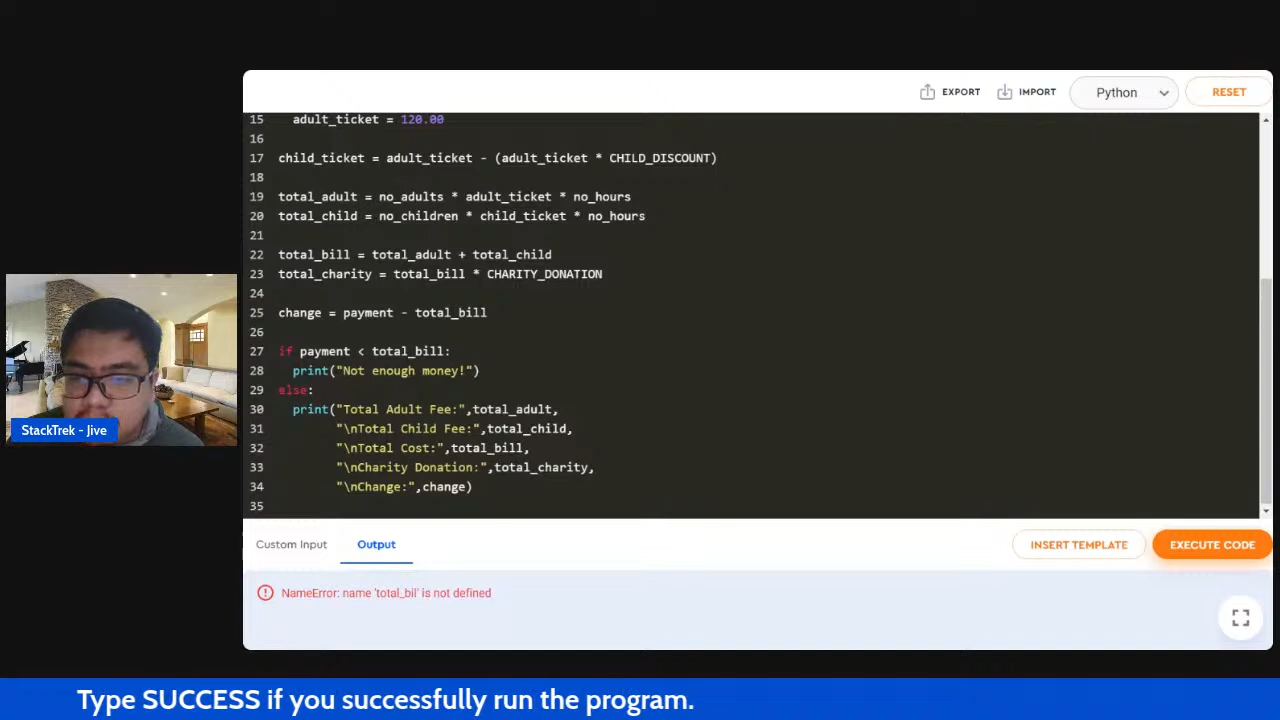 EXPORT IMPORT Python RESET
15 adult_ticket = 120.00
16
17 child_ticket = adult_ticket - (adult_ticket * CHILD_DISCOUNT)
18
19 total_adult = no_adults * adult_ticket * no_hours
20 total_child = no_children * child_ticket * no_hours
21
22 total_bill = total_adult + total_child
23 total_charity = total_bill * CHARITY_DONATION
24
25 change = payment - total_bill
26
27 if payment < total_bill:
28 print("Not enough money!")
29 else:
30 print("Total Adult Fee:",total_adult,
31 "\nTotal Child Fee:",total_child,
32 "\nTotal Cost:",total_bill,
33 "\nCharity Donation:",total_charity,
34 "\nChange:",change)
35
StackTrek - Jive
Custom Input Output INSERT TEMPLATE EXECUTE CODE
NameError: name 'total_bil' is not defined
Type SUCCESS if you successfully run the program.